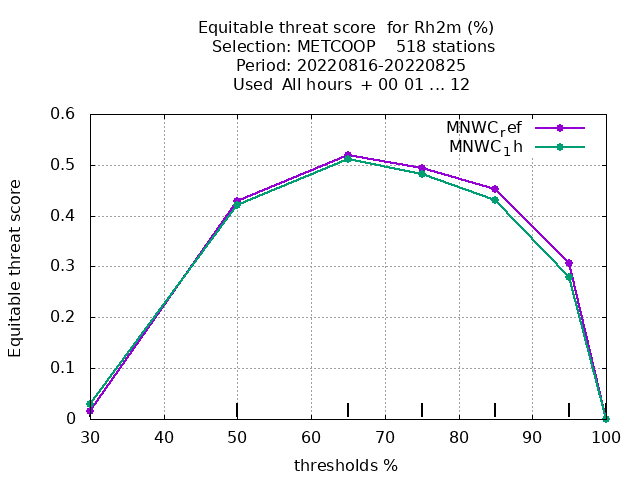 Equitable threat score  for Rh2m (%)
Selection: METCOOP    518 stations
Period: 20220816-20220825
Used  All hours  + 00 01 ... 12
MNWC_ref
MNWC_1h
Equitable threat score
0.6
0.5
0.4
0.3
0.2
0.1
0
30 40 50 60 70 80 90 100
thresholds %